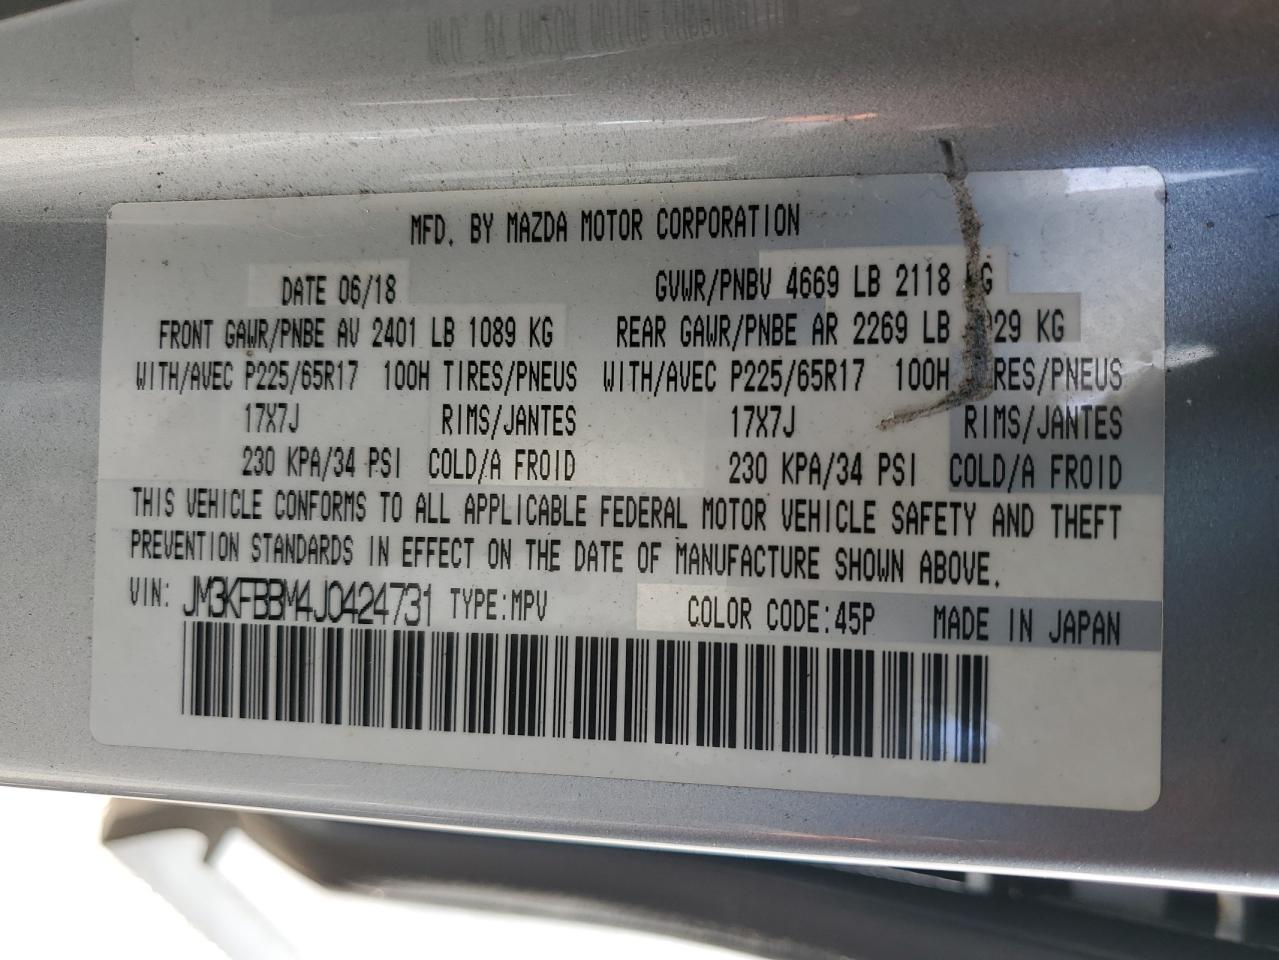 MFD. BY MAZDA MOTOR CORPORATION
DATE 06/18 GVWR/PNBV 4669 LB 2118 KG
FRONT GAWR/PNBE AV 2401 LB 1089 KG REAR GAWR/PNBE AR 2269 LB KG
WITH/AVEC P225/65R17 100H TIRES/PNEUS WITH/AVEC P225/65R17 100H TIRES/PNEUS
17X7J RIMS/JANTES 17X7J RIMS/JANTES
230 KPA/34 PSI COLD/A FROID 230 KPA/34 PSI COLD/A FROID
THIS VEHICLE CONFORMS TO ALL APPLICABLE FEDERAL MOTOR VEHICLE SAFETY AND THEFT
PREVENTION STANDARDS IN EFFECT ON THE DATE OF MANUFACTURE SHOWN ABOVE.
VIN: JM3KFBBM4J0424731 TYPE:MPV COLOR CODE:45P MADE IN JAPAN